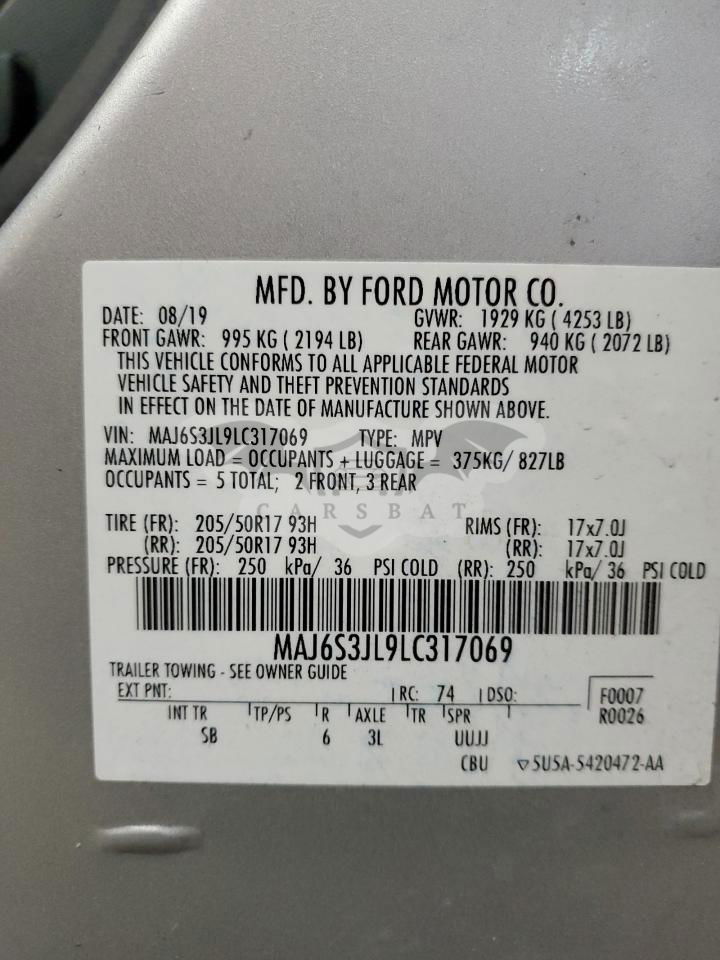 MFD. BY FORD MOTOR CO.
DATE: 08/19 GVWR: 1929 KG ( 4253 LB)
FRONT GAWR: 995 KG ( 2194 LB) REAR GAWR: 940 KG ( 2072 LB)
THIS VEHICLE CONFORMS TO ALL APPLICABLE FEDERAL MOTOR
VEHICLE SAFETY AND THEFT PREVENTION STANDARDS
IN EFFECT ON THE DATE OF MANUFACTURE SHOWN ABOVE.
VIN: MAJ6S3JL9LC317069 TYPE: MPV
MAXIMUM LOAD = OCCUPANTS + LUGGAGE = 375KG/ 827LB
OCCUPANTS = 5 TOTAL; 2 FRONT, 3 REAR
CARSBAT
TIRE (FR): 205/50R17 93H RIMS (FR): 17x7.0J
(RR): 205/50R17 93H (RR): 17x7.0J
PRESSURE (FR): 250 kPa/ 36 PSI COLD (RR): 250 kPa/ 36 PSI COLD
MAJ6S3JL9LC317069
TRAILER TOWING - SEE OWNER GUIDE
EXT PNT: RC: 74 DSO: F0007
INT TR TP/PS R AXLE TR SPR R0026
SB 6 3L UUJJ
CBU ▽5U5A-5420472-AA